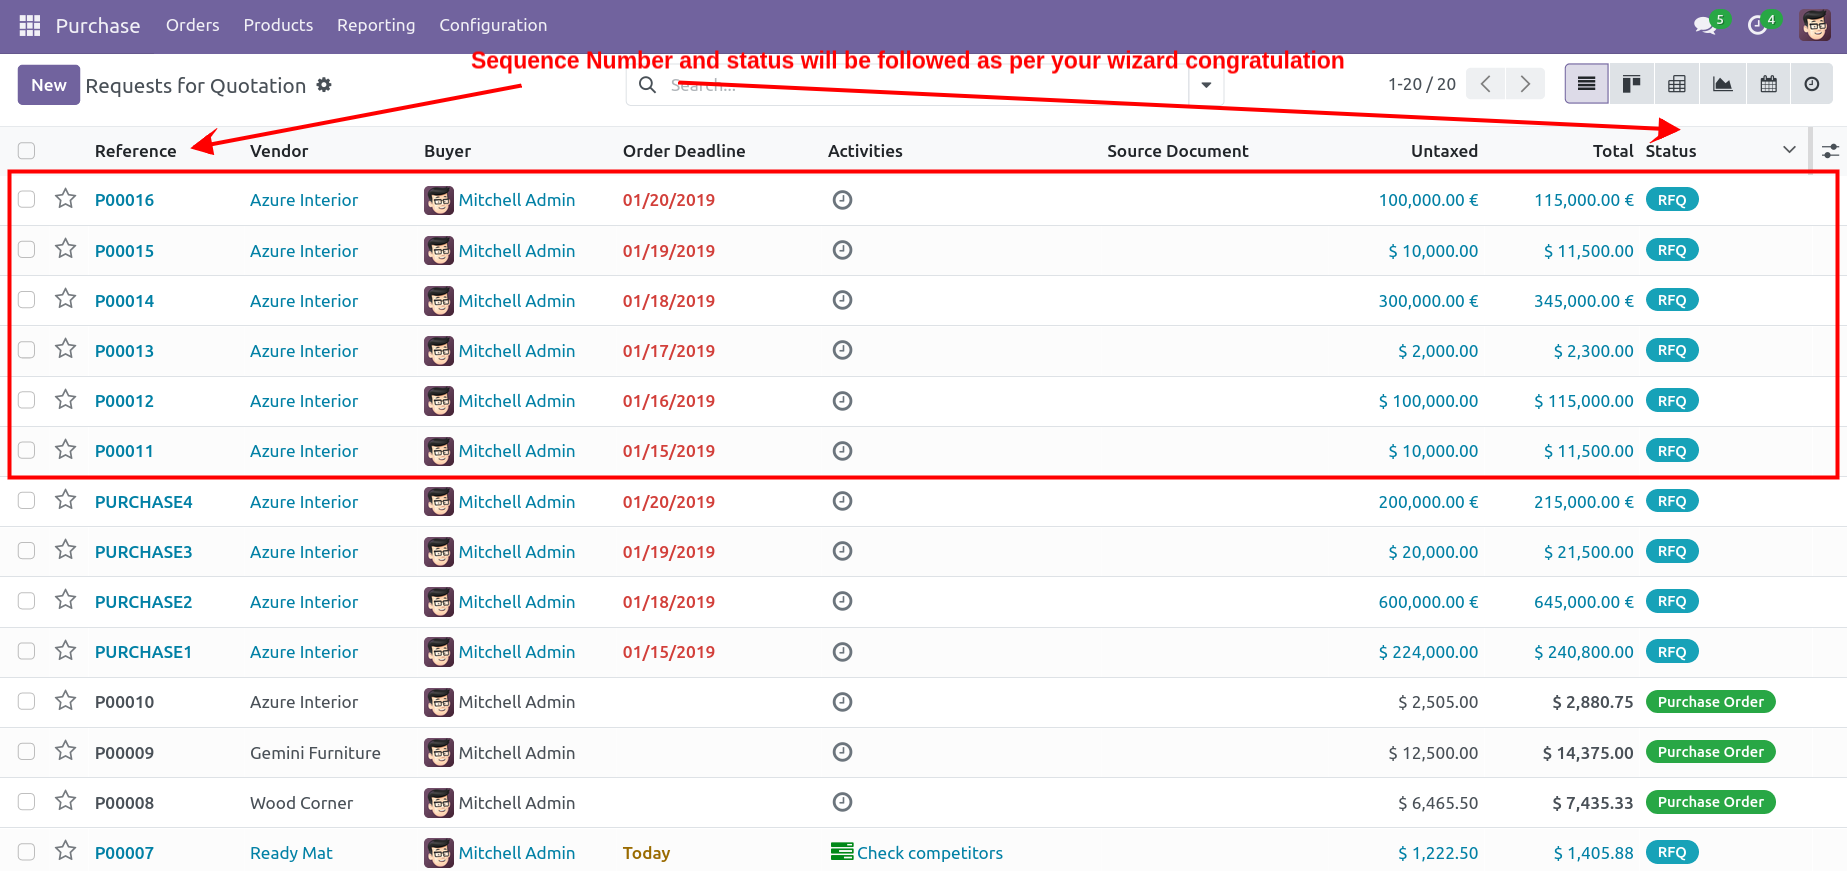 Purchase Orders Products Reporting Configuration 5 4
Sequence Number and status will be followed as per your wizard congratulation
New Requests for Quotation Search... 1-20 / 20
Reference Vendor Buyer Order Deadline Activities Source Document Untaxed Total Status
P00016 Azure Interior Mitchell Admin 01/20/2019 100,000.00 € 115,000.00 € RFQ
P00015 Azure Interior Mitchell Admin 01/19/2019 $ 10,000.00 $ 11,500.00 RFQ
P00014 Azure Interior Mitchell Admin 01/18/2019 300,000.00 € 345,000.00 € RFQ
P00013 Azure Interior Mitchell Admin 01/17/2019 $ 2,000.00 $ 2,300.00 RFQ
P00012 Azure Interior Mitchell Admin 01/16/2019 $ 100,000.00 $ 115,000.00 RFQ
P00011 Azure Interior Mitchell Admin 01/15/2019 $ 10,000.00 $ 11,500.00 RFQ
PURCHASE4 Azure Interior Mitchell Admin 01/20/2019 200,000.00 € 215,000.00 € RFQ
PURCHASE3 Azure Interior Mitchell Admin 01/19/2019 $ 20,000.00 $ 21,500.00 RFQ
PURCHASE2 Azure Interior Mitchell Admin 01/18/2019 600,000.00 € 645,000.00 € RFQ
PURCHASE1 Azure Interior Mitchell Admin 01/15/2019 $ 224,000.00 $ 240,800.00 RFQ
P00010 Azure Interior Mitchell Admin $ 2,505.00 $ 2,880.75 Purchase Order
P00009 Gemini Furniture Mitchell Admin $ 12,500.00 $ 14,375.00 Purchase Order
P00008 Wood Corner Mitchell Admin $ 6,465.50 $ 7,435.33 Purchase Order
P00007 Ready Mat Mitchell Admin Today Check competitors $ 1,222.50 $ 1,405.88 RFQ